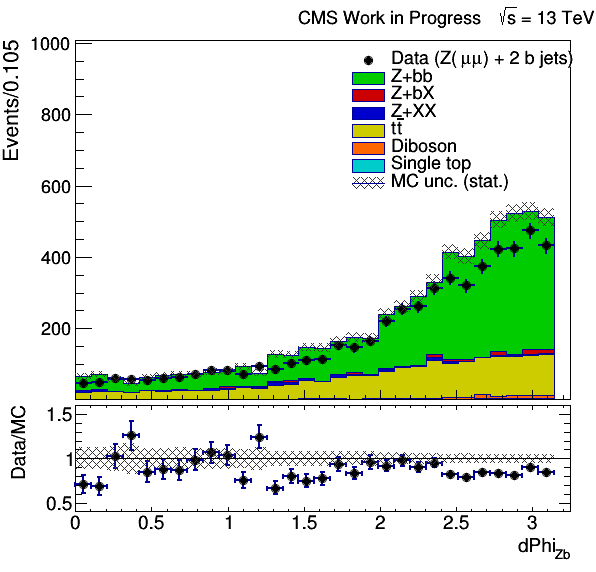 CMS Work in Progress √s = 13 TeV
Events/0.105
1000
800
600
400
200
Data (Z(μμ) + 2 b jets)
Z+bb
Z+bX
Z+XX
tt̄
Diboson
Single top
MC unc. (stat.)
Data/MC
1.5
1
0.5
0 0.5 1 1.5 2 2.5 3
dPhi_Zb